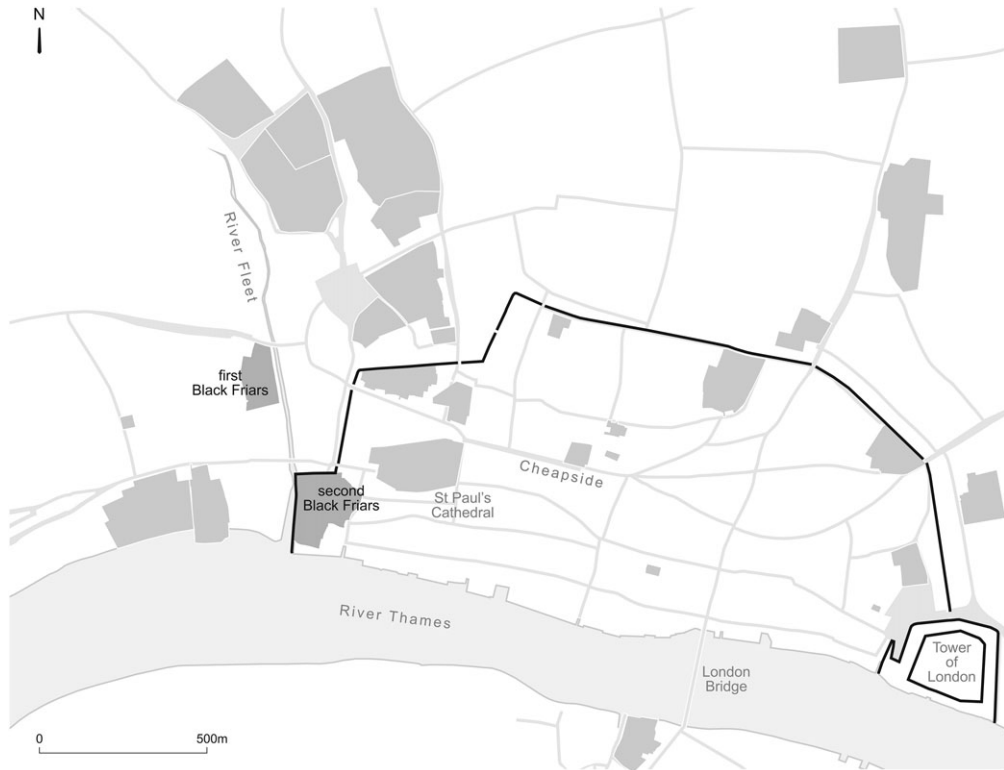 N
River Fleet
first
Black Friars
Cheapside
second
Black Friars
St Paul's
Cathedral
River Thames
London
Bridge
Tower
of
London
0
500m